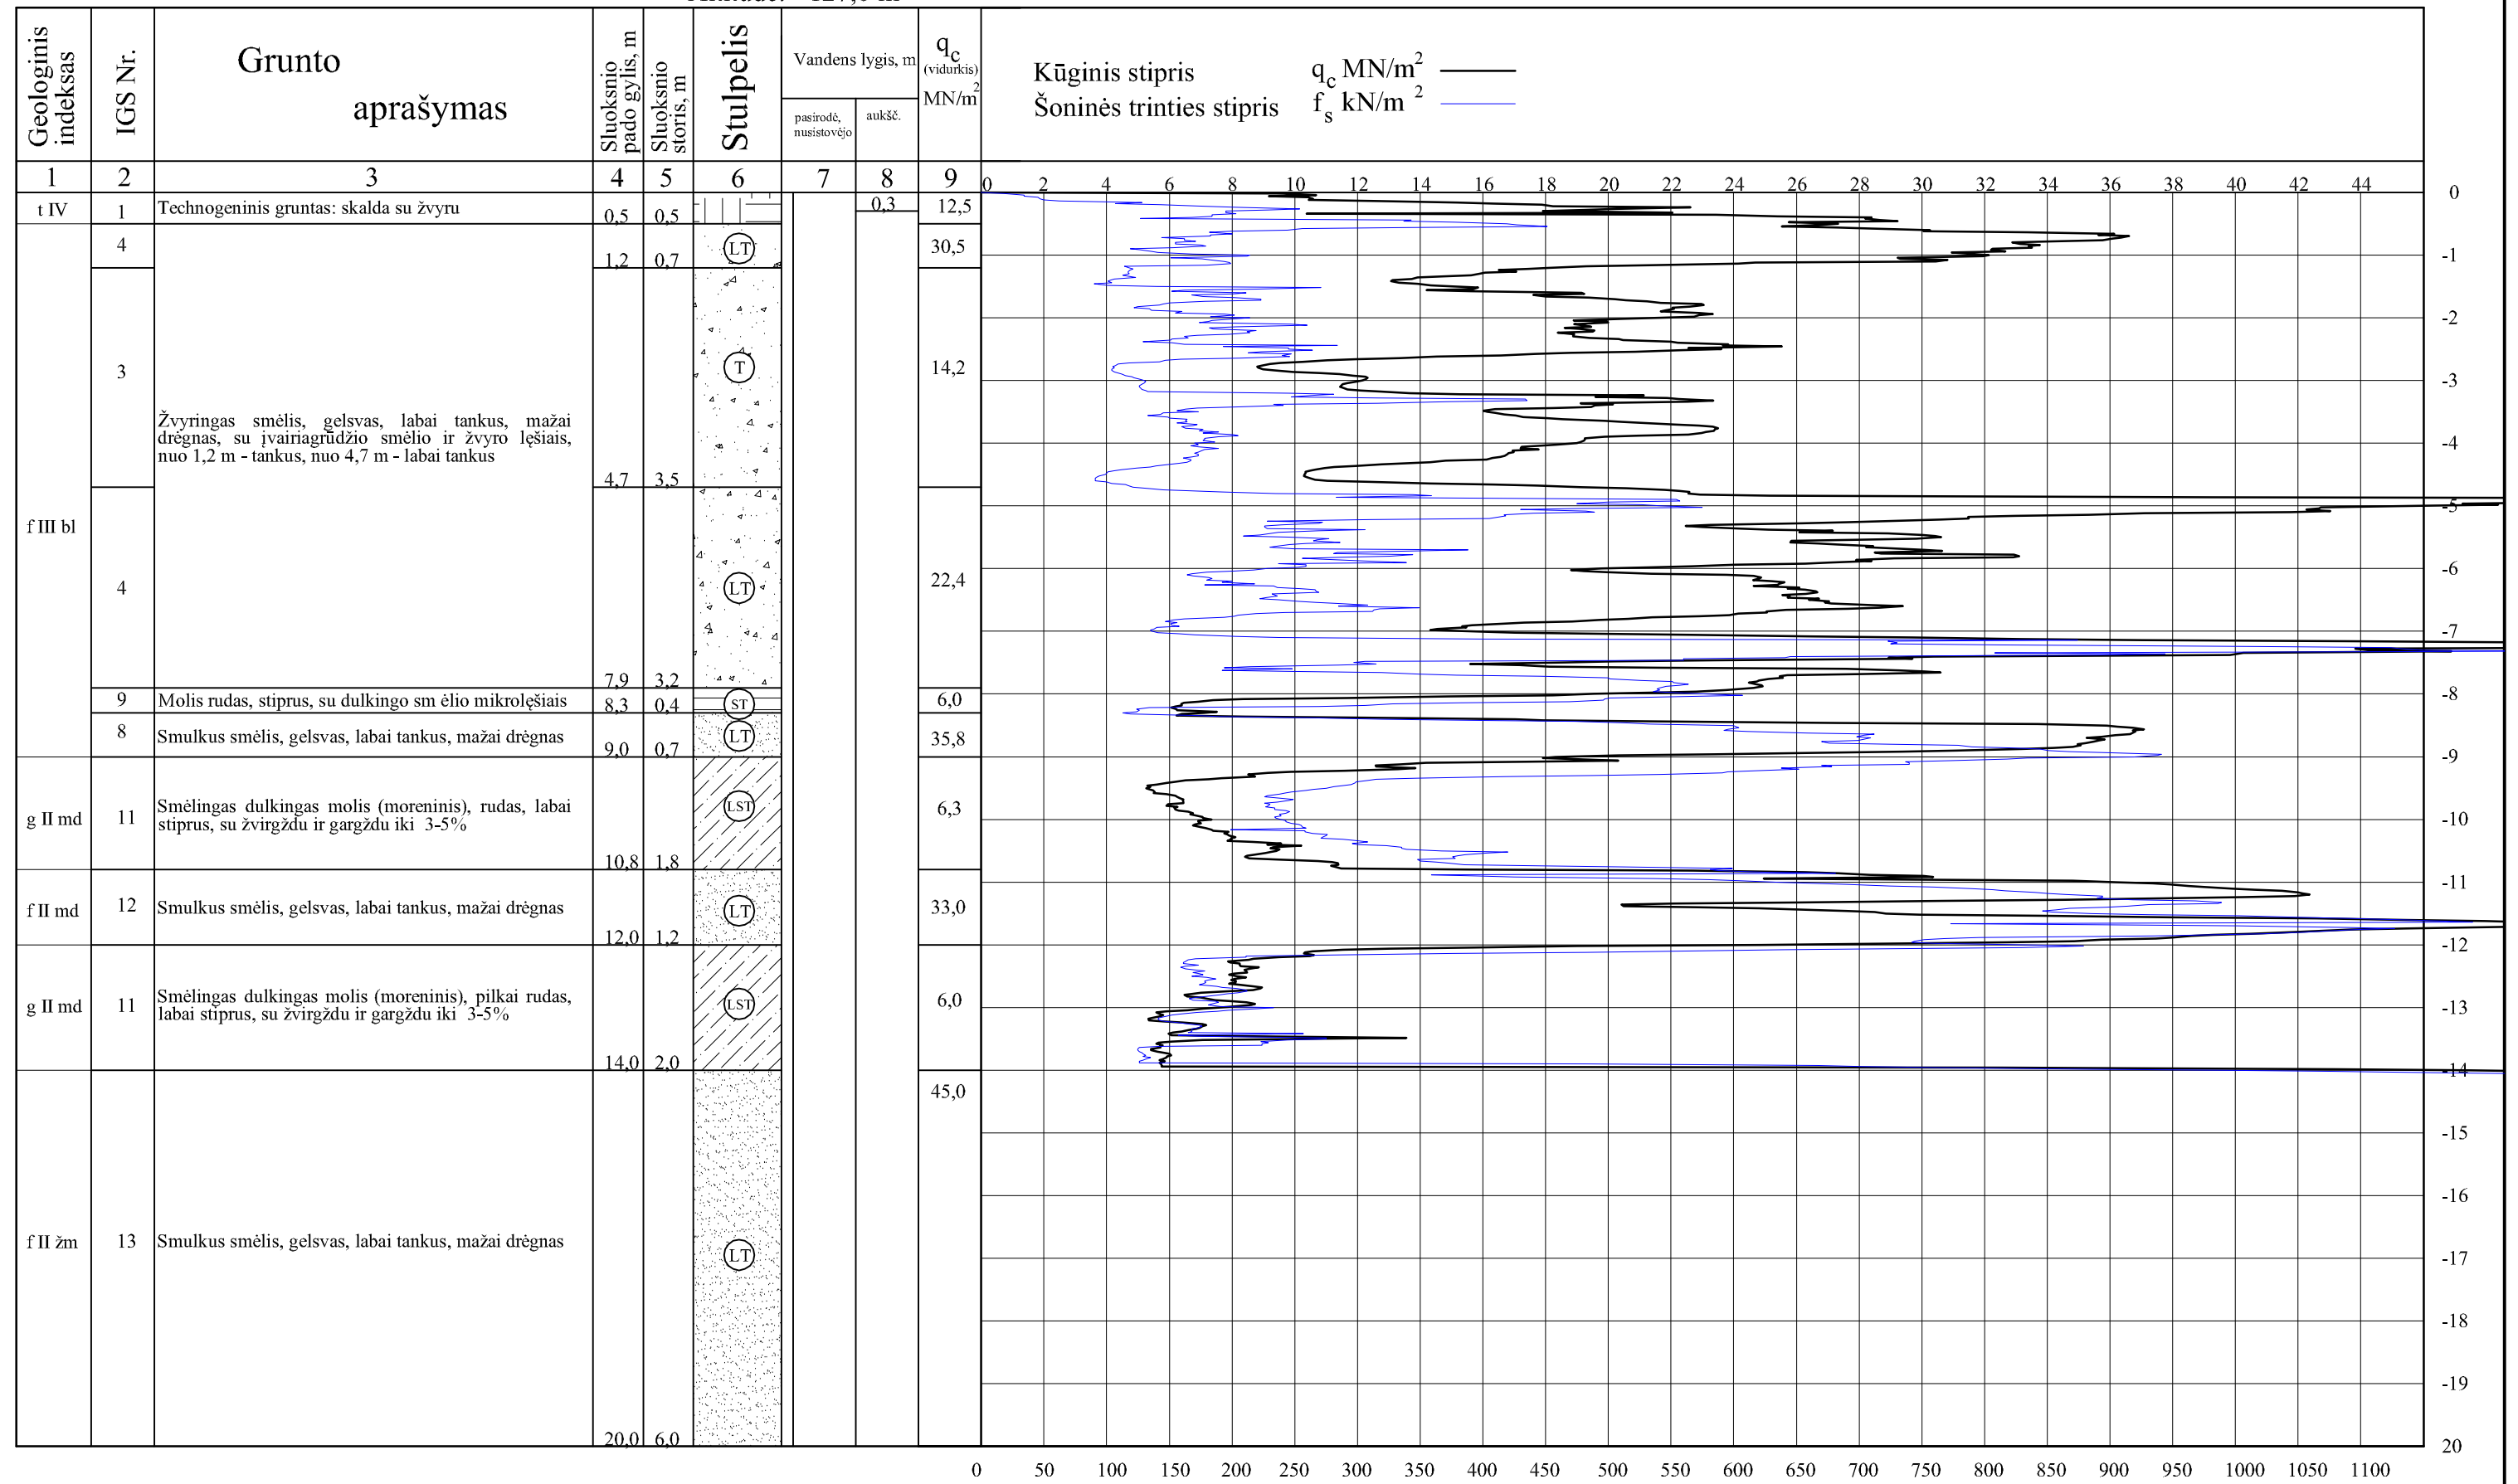 Geologinis
indeksas
IGS Nr.
Grunto
aprašymas
Sluoksnio
pado gylis, m
Sluoksnio
storis, m
Stulpelis
Vandens lygis, m
pasirodė,
nusistovėjo
aukšč.
qc
(vidurkis)
MN/m²
Kūginis stipris qc MN/m²
Šoninės trinties stipris fs kN/m²
1 2 3 4 5 6 7 8 9
0 2 4 6 8 10 12 14 16 18 20 22 24 26 28 30 32 34 36 38 40 42 44
t IV 1 Technogeninis gruntas: skalda su žvyru 0,5 0,5 0,3 12,5
4 1,2 0,7 LT 30,5
3 T 14,2
Žvyringas smėlis, gelsvas, labai tankus, mažai
drėgnas, su įvairiagrūdžio smėlio ir žvyro lęšiais,
nuo 1,2 m - tankus, nuo 4,7 m - labai tankus
4,7 3,5
f III bl
4 LT 22,4
7,9 3,2
9 Molis rudas, stiprus, su dulkingo sm ėlio mikrolęšiais 8,3 0,4 ST 6,0
8 Smulkus smėlis, gelsvas, labai tankus, mažai drėgnas 9,0 0,7 LT 35,8
g II md 11 Smėlingas dulkingas molis (moreninis), rudas, labai
stiprus, su žvirgždu ir gargždu iki 3-5%
10,8 1,8 LST 6,3
f II md 12 Smulkus smėlis, gelsvas, labai tankus, mažai drėgnas 12,0 1,2 LT 33,0
g II md 11 Smėlingas dulkingas molis (moreninis), pilkai rudas,
labai stiprus, su žvirgždu ir gargždu iki 3-5%
14,0 2,0 LST 6,0
45,0
f II žm 13 Smulkus smėlis, gelsvas, labai tankus, mažai drėgnas LT
20,0 6,0
0
-1
-2
-3
-4
-5
-6
-7
-8
-9
-10
-11
-12
-13
-14
-15
-16
-17
-18
-19
20
0 50 100 150 200 250 300 350 400 450 500 550 600 650 700 750 800 850 900 950 1000 1050 1100